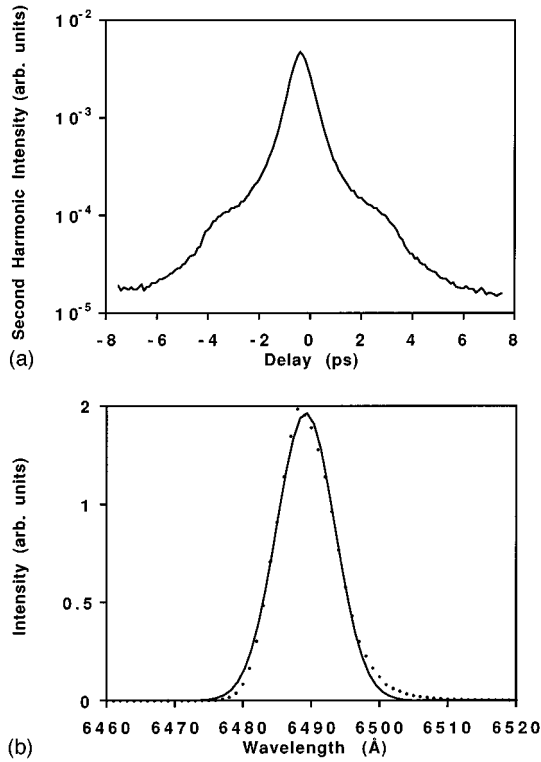 Second Harmonic Intensity (arb. units)
10-2
10-3
10-4
10-5
-8 -6 -4 -2 0 2 4 6 8
Delay (ps)
(a)
Intensity (arb. units)
2
1
0.5
0
6460 6470 6480 6490 6500 6510 6520
Wavelength (Å)
(b)